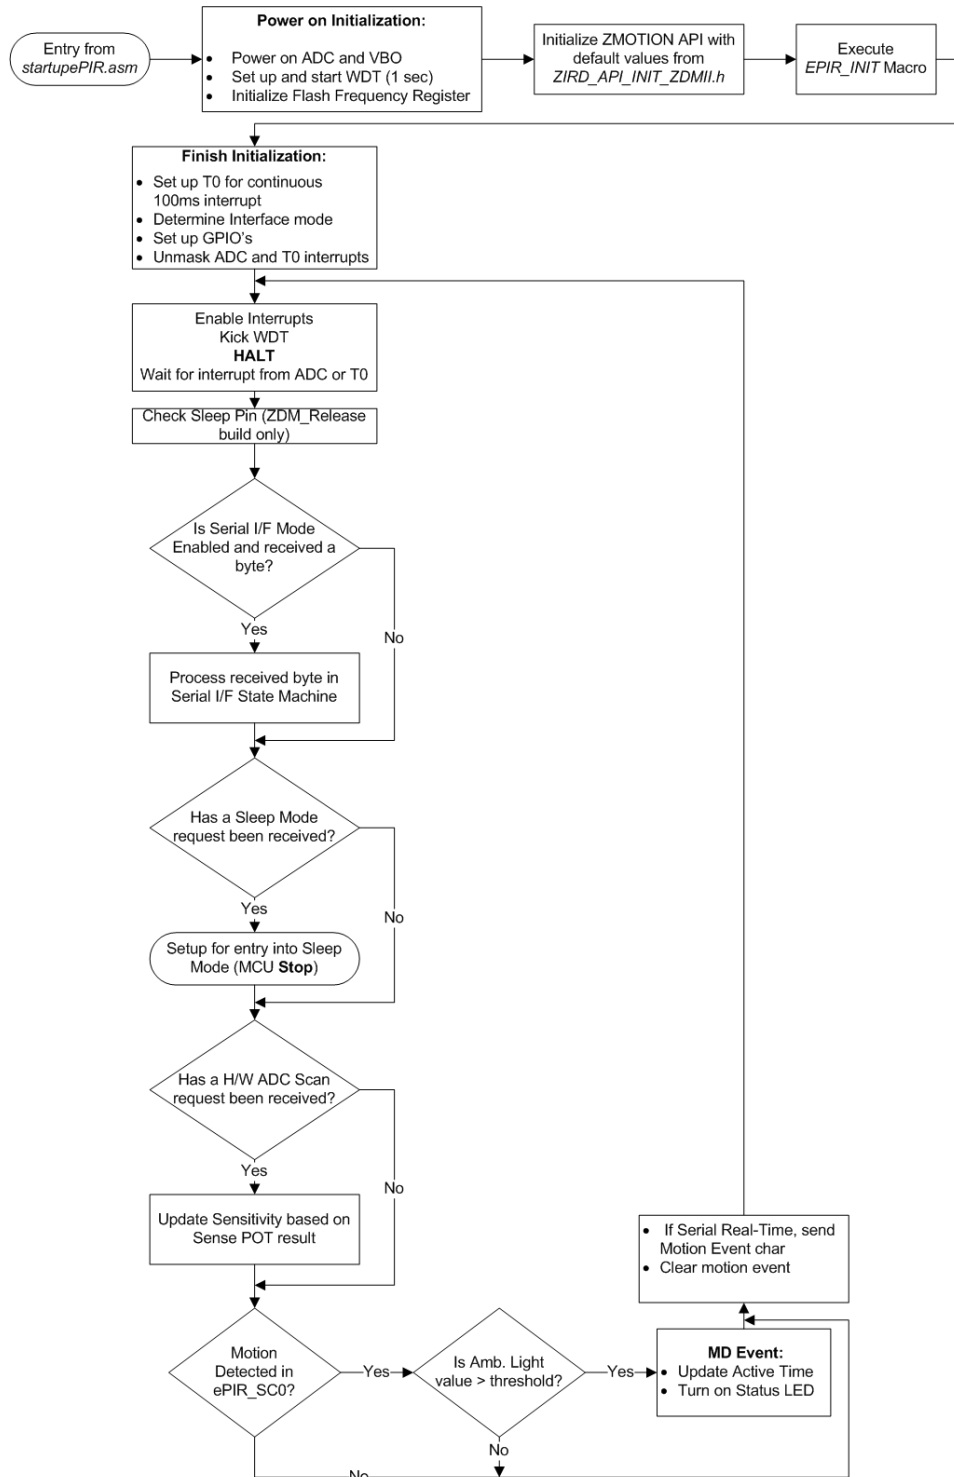 Entry from
startupePIR.asm
Power on Initialization:
• Power on ADC and VBO
• Set up and start WDT (1 sec)
• Initialize Flash Frequency Register
Initialize ZMOTION API with
default values from
ZIRD_API_INIT_ZDMII.h
Execute
EPIR_INIT Macro
Finish Initialization:
• Set up T0 for continuous
100ms interrupt
• Determine Interface mode
• Set up GPIO's
• Unmask ADC and T0 interrupts
Enable Interrupts
Kick WDT
HALT
Wait for interrupt from ADC or T0
Check Sleep Pin (ZDM_Release
build only)
Is Serial I/F Mode
Enabled and received a
byte?
Yes
No
Process received byte in
Serial I/F State Machine
Has a Sleep Mode
request been received?
Yes
No
Setup for entry into Sleep
Mode (MCU Stop)
Has a H/W ADC Scan
request been received?
Yes
No
Update Sensitivity based on
Sense POT result
• If Serial Real-Time, send
Motion Event char
• Clear motion event
Motion
Detected in
ePIR_SC0?
Yes
Is Amb. Light
value > threshold?
Yes
MD Event:
• Update Active Time
• Turn on Status LED
No
No